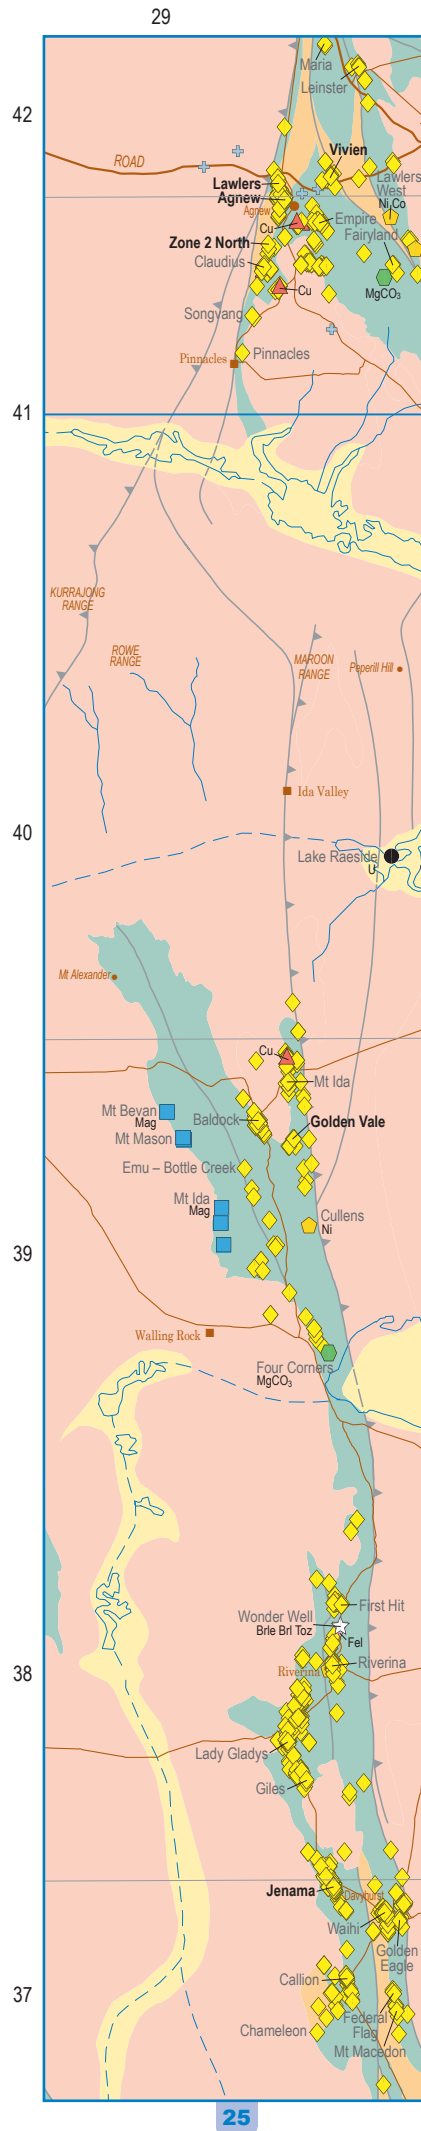 29
42
Maria
Leinster
ROAD
Vivien
Lawlers
Agnew
Agnew
Lawlers
West
Ni,Co
Cu
Empire
Fairyland
Zone 2 North
Claudius
Cu
MgCO₃
Songvang
Pinnacles
Pinnacles
41
KURRAJONG
RANGE
ROWE
RANGE
MAROON
RANGE
Peperill Hill
Ida Valley
40
Lake Raeside
U
Mt Alexander
Cu
Mt Ida
Mt Bevan
Mag
Baldock
Golden Vale
Mt Mason
Emu – Bottle Creek
Mt Ida
Mag
Cullens
Ni
39
Walling Rock
Four Corners
MgCO₃
First Hit
Wonder Well
Brle Brl Toz
Fel
Riverina
Riverina
38
Lady Gladys
Giles
Jenama
Davyhurst
Waihi
Golden
Eagle
Callion
37
Federal
Flag
Chameleon
Mt Macedon
25